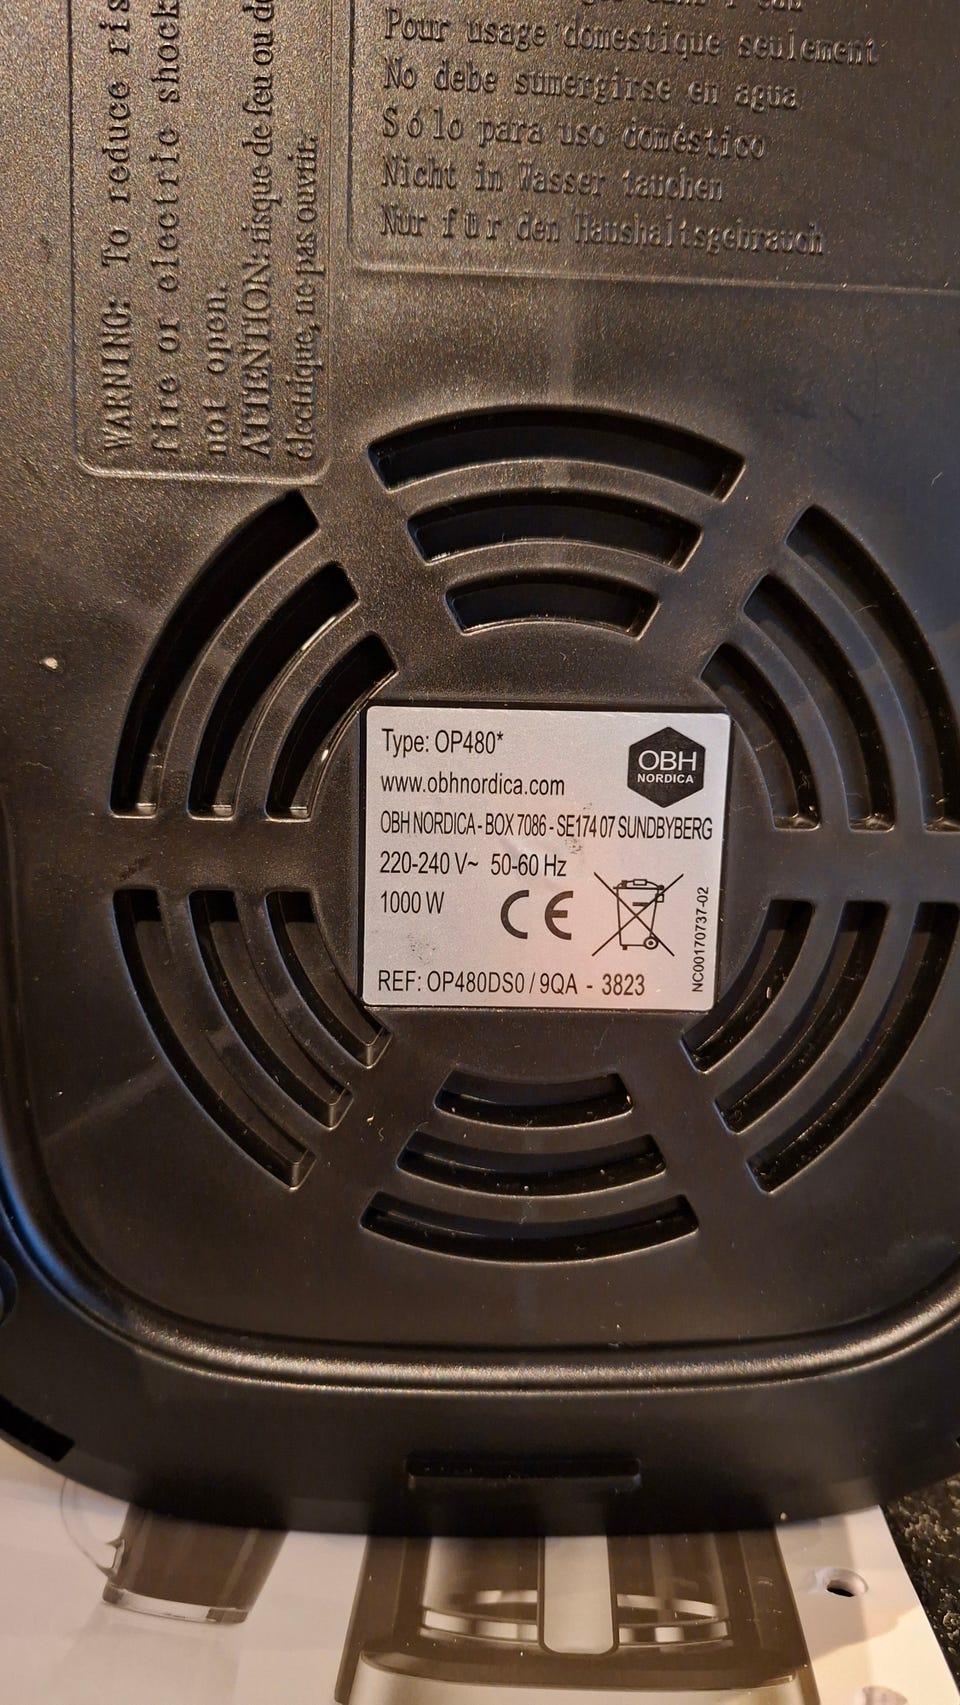 Pour usage domestique seulement
No debe sumergirse en agua
Sólo para uso doméstico
Nicht in Wasser tauchen
Nur für den Haushaltsgebrauch
WARNING: To reduce ris
fire or electric shock
not open.
ATTENTION: risque de feu ou de
électrique, ne pas ouvrir.
Type: OP480*
OBH
NORDICA
www.obhnordica.com
OBH NORDICA - BOX 7086 - SE174 07 SUNDBYBERG
220-240 V~ 50-60 Hz
1000 W
CE
REF: OP480DS0 / 9QA - 3823
NC00170737-02